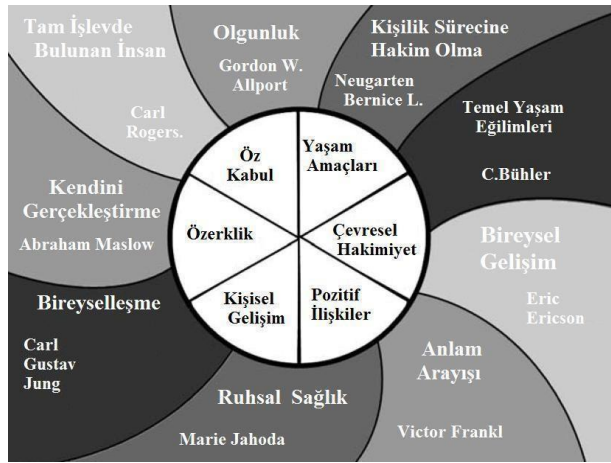 Tam İşlevde
Bulunan İnsan
Carl
Rogers.
Olgunluk
Gordon W.
Allport
Kişilik Sürecine
Hakim Olma
Neugarten
Bernice L.
Temel Yaşam
Eğilimleri
C.Bühler
Bireysel
Gelişim
Eric
Ericson
Anlam
Arayışı
Victor Frankl
Ruhsal Sağlık
Marie Jahoda
Bireyselleşme
Carl
Gustav
Jung
Kendini
Gerçekleştirme
Abraham Maslow
Öz
Kabul
Yaşam
Amaçları
Çevresel
Hakimiyet
Pozitif
İlişkiler
Kişisel
Gelişim
Özerklik